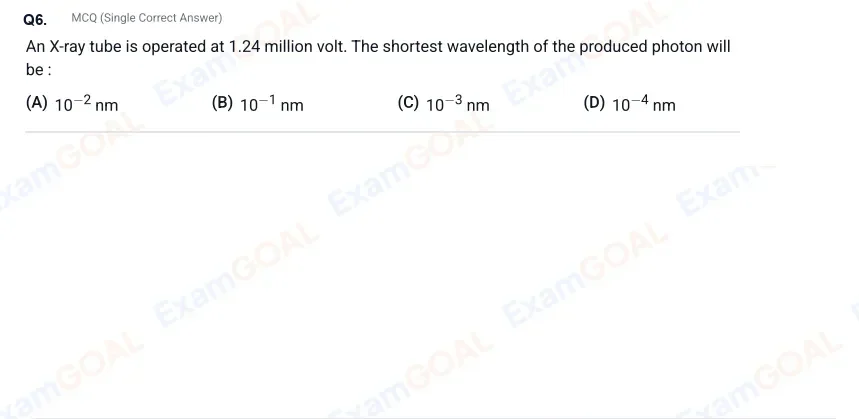 Q6. MCQ (Single Correct Answer)
An X-ray tube is operated at 1.24 million volt. The shortest wavelength of the produced photon will
be :
(A) 10⁻² nm (B) 10⁻¹ nm (C) 10⁻³ nm (D) 10⁻⁴ nm
ExamGOAL